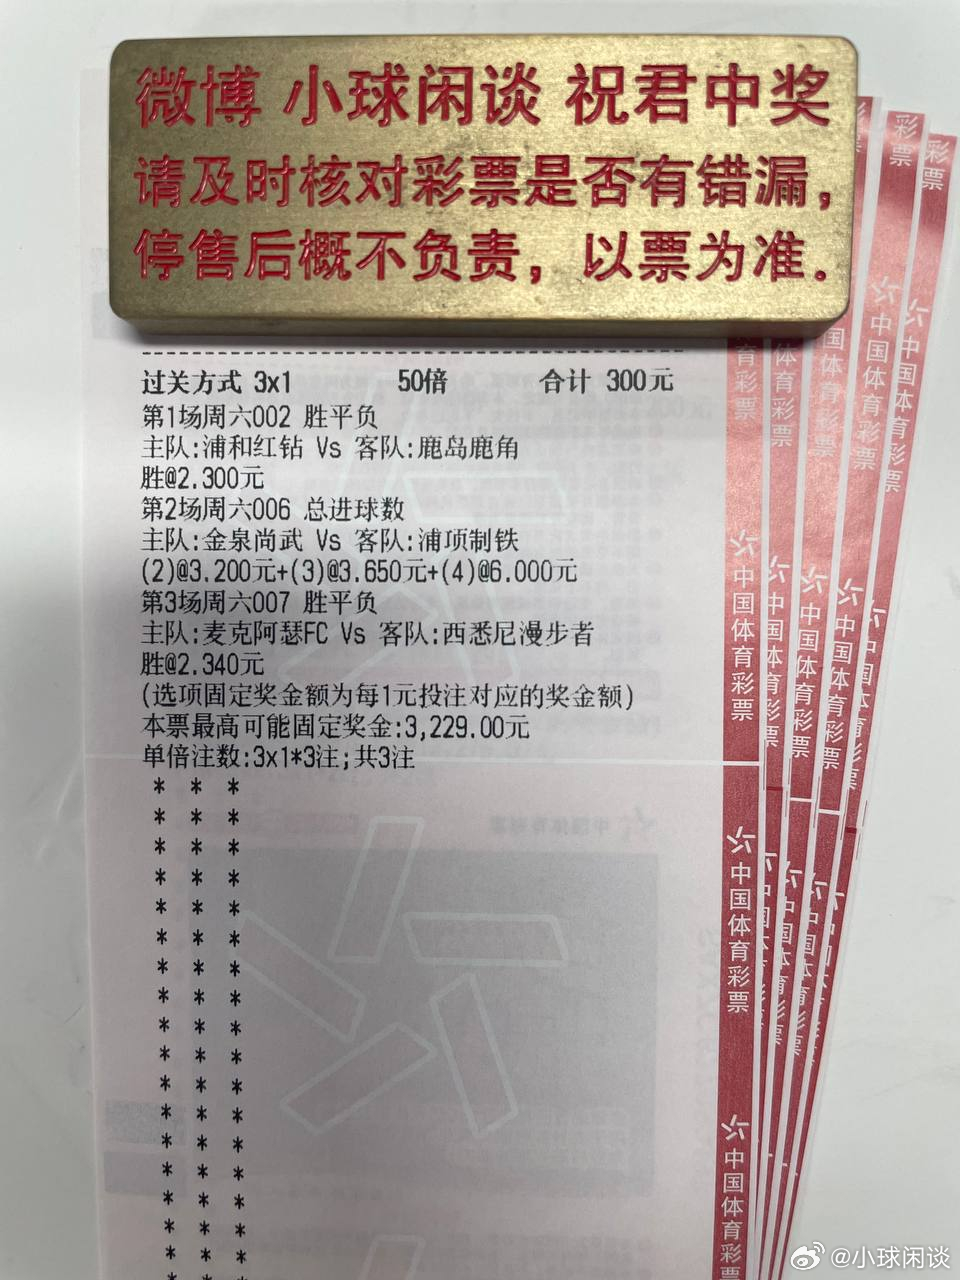 微博 小球闲谈 祝君中奖
请及时核对彩票是否有错漏，
停售后概不负责，以票为准。
过关方式 3x1 50倍 合计 300元
第1场周六002 胜平负
主队:浦和红钻 Vs 客队:鹿岛鹿角
胜@2.300元
第2场周六006 总进球数
主队:金泉尚武 Vs 客队:浦项制铁
(2)@3.200元+(3)@3.650元+(4)@6.000元
第3场周六007 胜平负
主队:麦克阿瑟FC Vs 客队:西悉尼漫步者
胜@2.340元
(选项固定奖金额为每1元投注对应的奖金额)
本票最高可能固定奖金:3,229.00元
单倍注数:3x1*3注;共3注
中国体育彩票
中国体育彩票
中国体育彩票
@小球闲谈